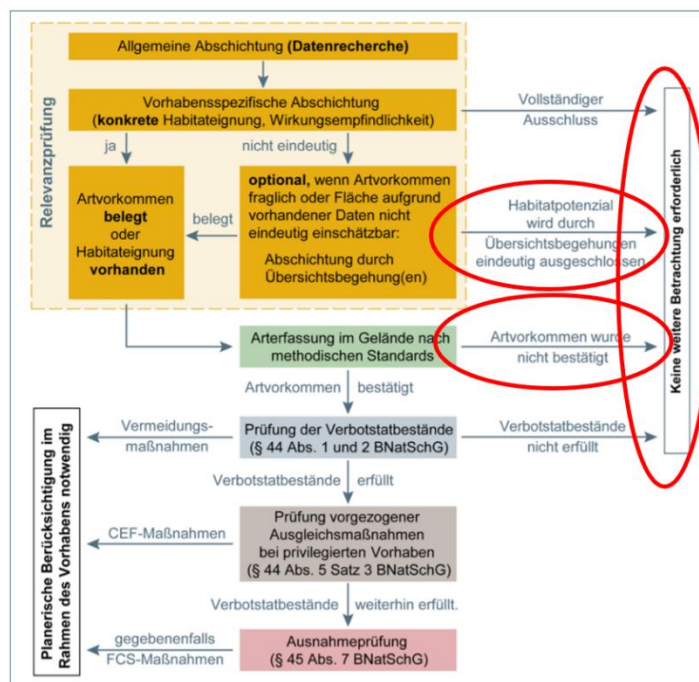 Allgemeine Abschichtung (Datenrecherche)
Vorhabensspezifische Abschichtung
(konkrete Habitateignung, Wirkungsempfindlichkeit)
Vollständiger
Ausschluss
Relevanzprüfung
ja
nicht eindeutig
Artvorkommen
belegt
oder
Habitateignung
vorhanden
belegt
optional, wenn Artvorkommen
fraglich oder Fläche aufgrund
vorhandener Daten nicht
eindeutig einschätzbar:
Abschichtung durch
Übersichtsbegehung(en)
Habitatpotenzial
wird durch
Übersichtsbegehungen
eindeutig ausgeschlossen
Keine weitere Betrachtung erforderlich
Arterfassung im Gelände nach
methodischen Standards
Artvorkommen wurde
nicht bestätigt
Artvorkommen bestätigt
Vermeidungs-
maßnahmen
Prüfung der Verbotstatbestände
(§ 44 Abs. 1 und 2 BNatSchG)
Verbotstatbestände
nicht erfüllt
Verbotstatbestände erfüllt
Planerische Berücksichtigung im
Rahmen des Vorhabens notwendig
CEF-Maßnahmen
Prüfung vorgezogener
Ausgleichsmaßnahmen
bei privilegierten Vorhaben
(§ 44 Abs. 5 Satz 3 BNatSchG)
Verbotstatbestände weiterhin erfüllt.
gegebenenfalls
FCS-Maßnahmen
Ausnahmeprüfung
(§ 45 Abs. 7 BNatSchG)